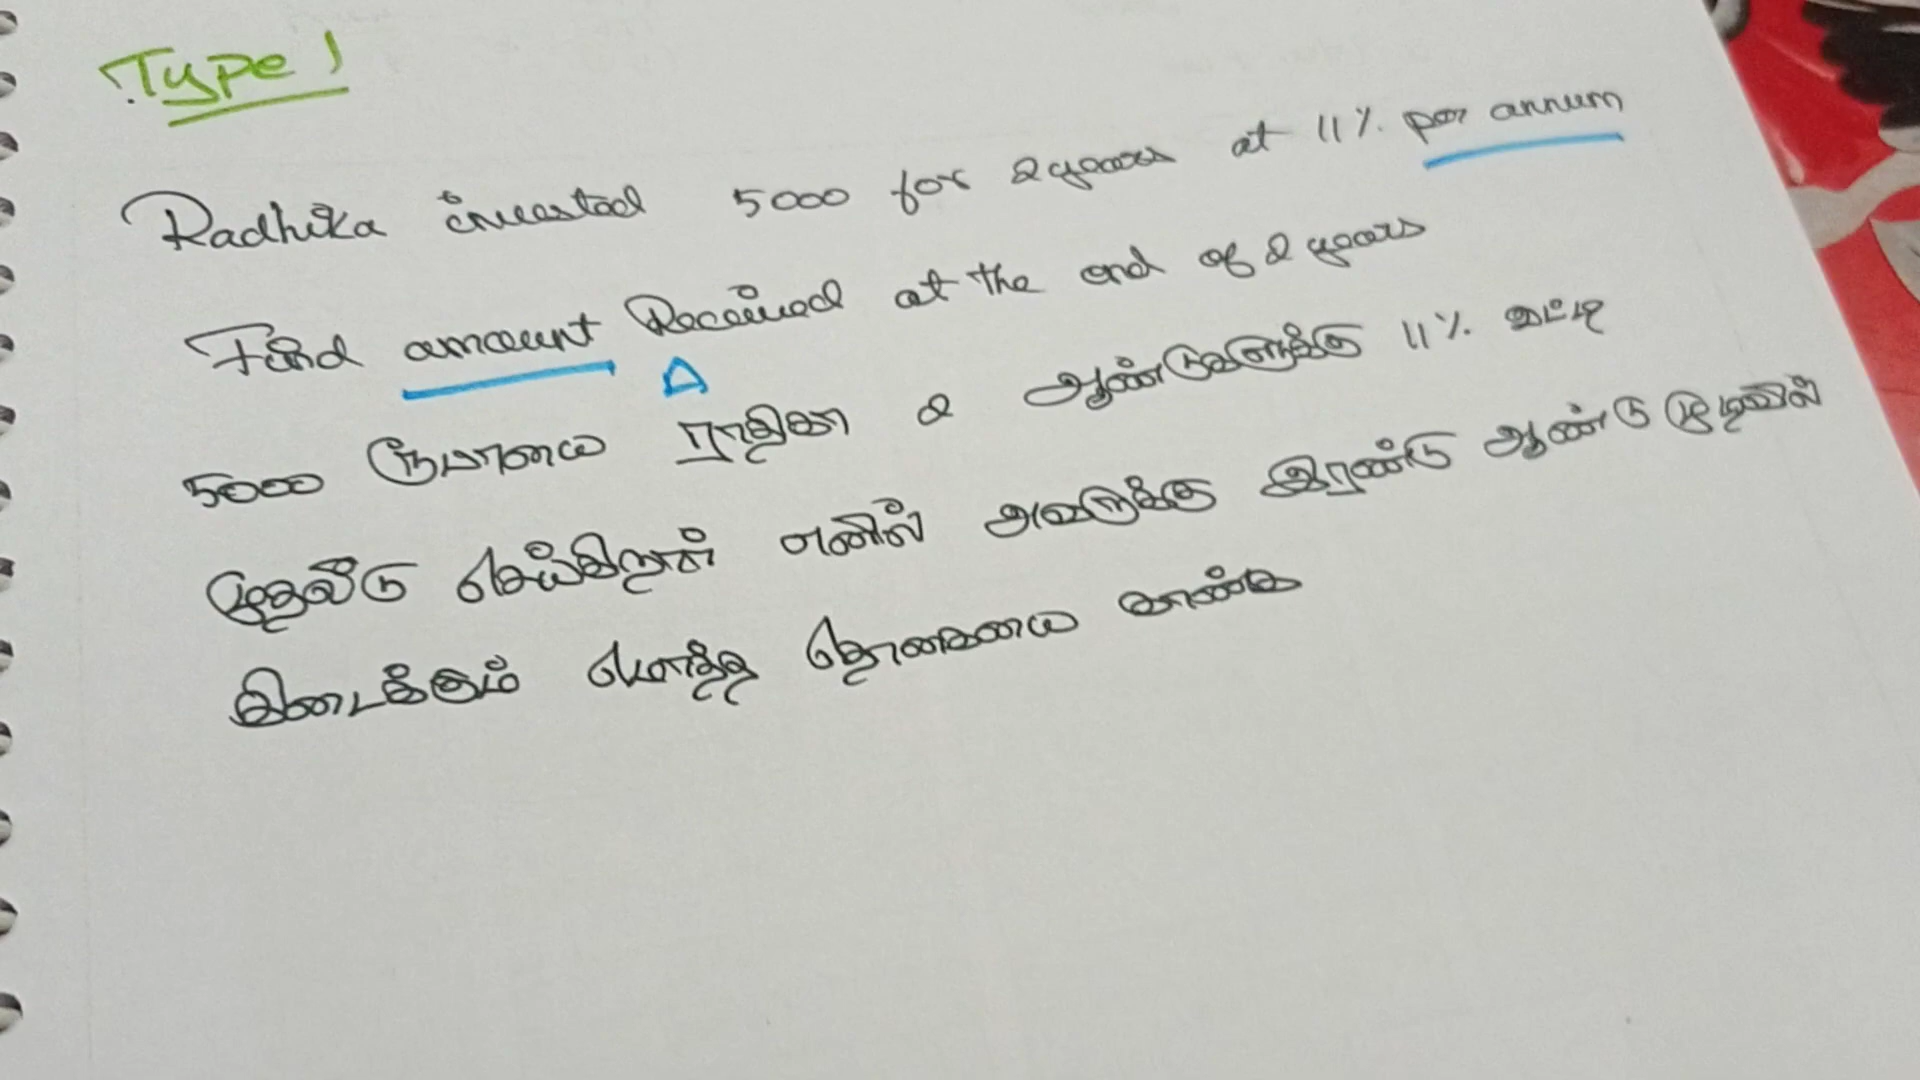 Type 1
Radhika invested 5000 for 2 years at 11% per annum
Find amount Received at the end of 2 years
A
5000 ரூபாயை ராதிகா 2 ஆண்டுகளுக்கு 11% வட்டி
முதலீடு செய்கிறாள் எனில் அவளுக்கு இரண்டு ஆண்டு முடிவில்
கிடைக்கும் மொத்த தொகையை காண்க